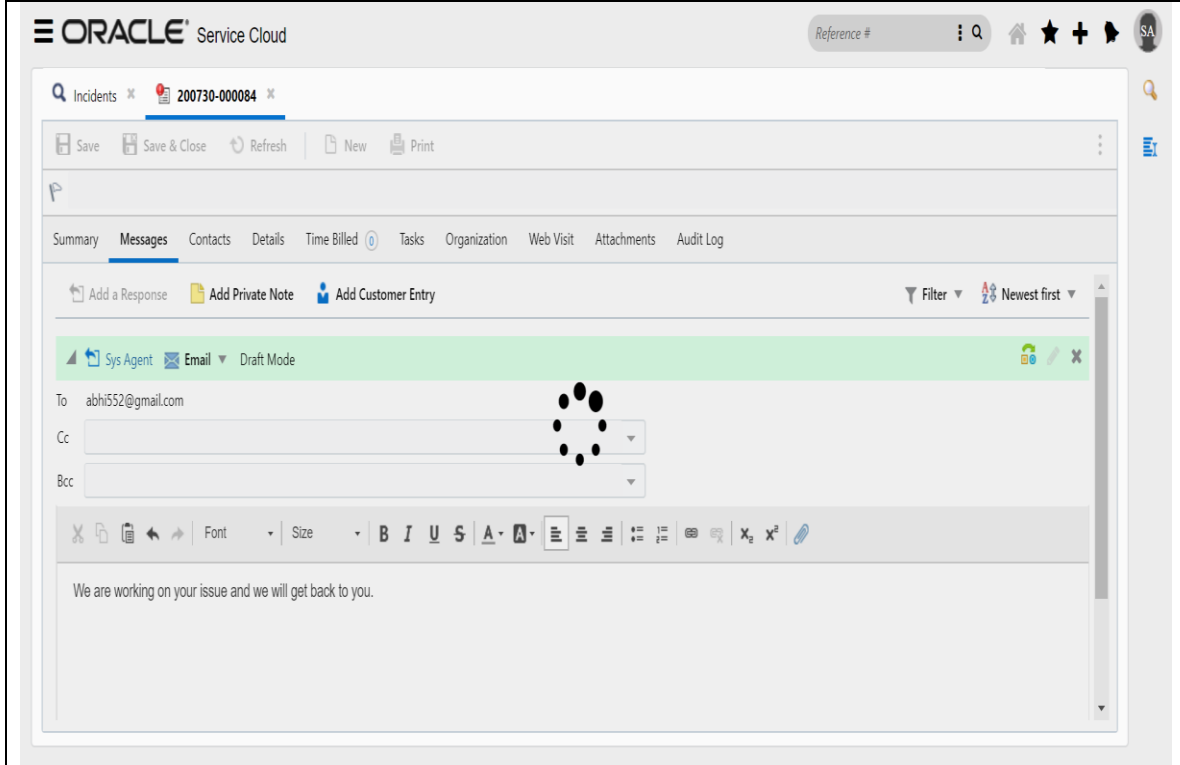 ORACLE Service Cloud Reference # SA
Incidents 200730-000084
Save Save & Close Refresh New Print
Summary Messages Contacts Details Time Billed 0 Tasks Organization Web Visit Attachments Audit Log
Add a Response Add Private Note Add Customer Entry Filter Newest first
Sys Agent Email Draft Mode
To abhi552@gmail.com
Cc
Bcc
Font Size B I U S A A X₂ X²
We are working on your issue and we will get back to you.